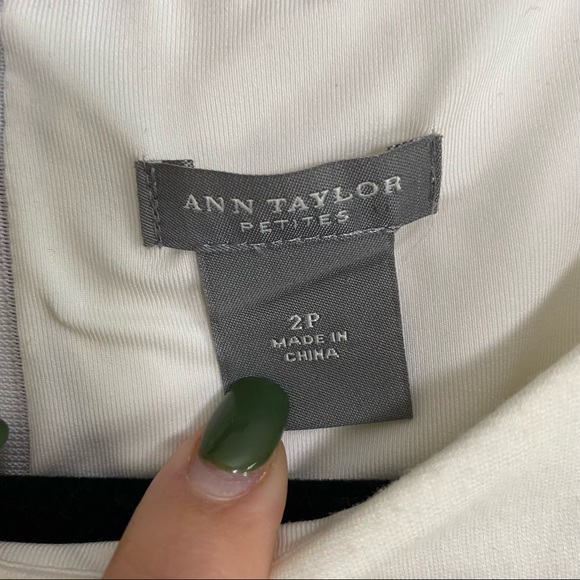 ANN TAYLOR
PETITES
2P
MADE IN
CHINA